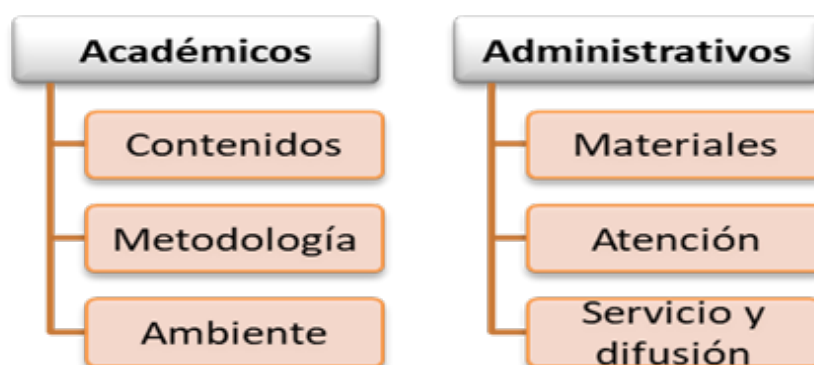 Académicos
Contenidos
Metodología
Ambiente
Administrativos
Materiales
Atención
Servicio y
difusión